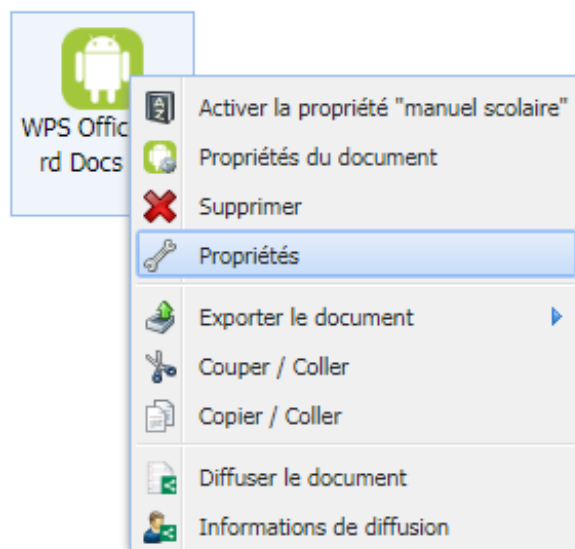 WPS Offic
rd Docs
Activer la propriété "manuel scolaire"
Propriétés du document
Supprimer
Propriétés
Exporter le document
Couper / Coller
Copier / Coller
Diffuser le document
Informations de diffusion